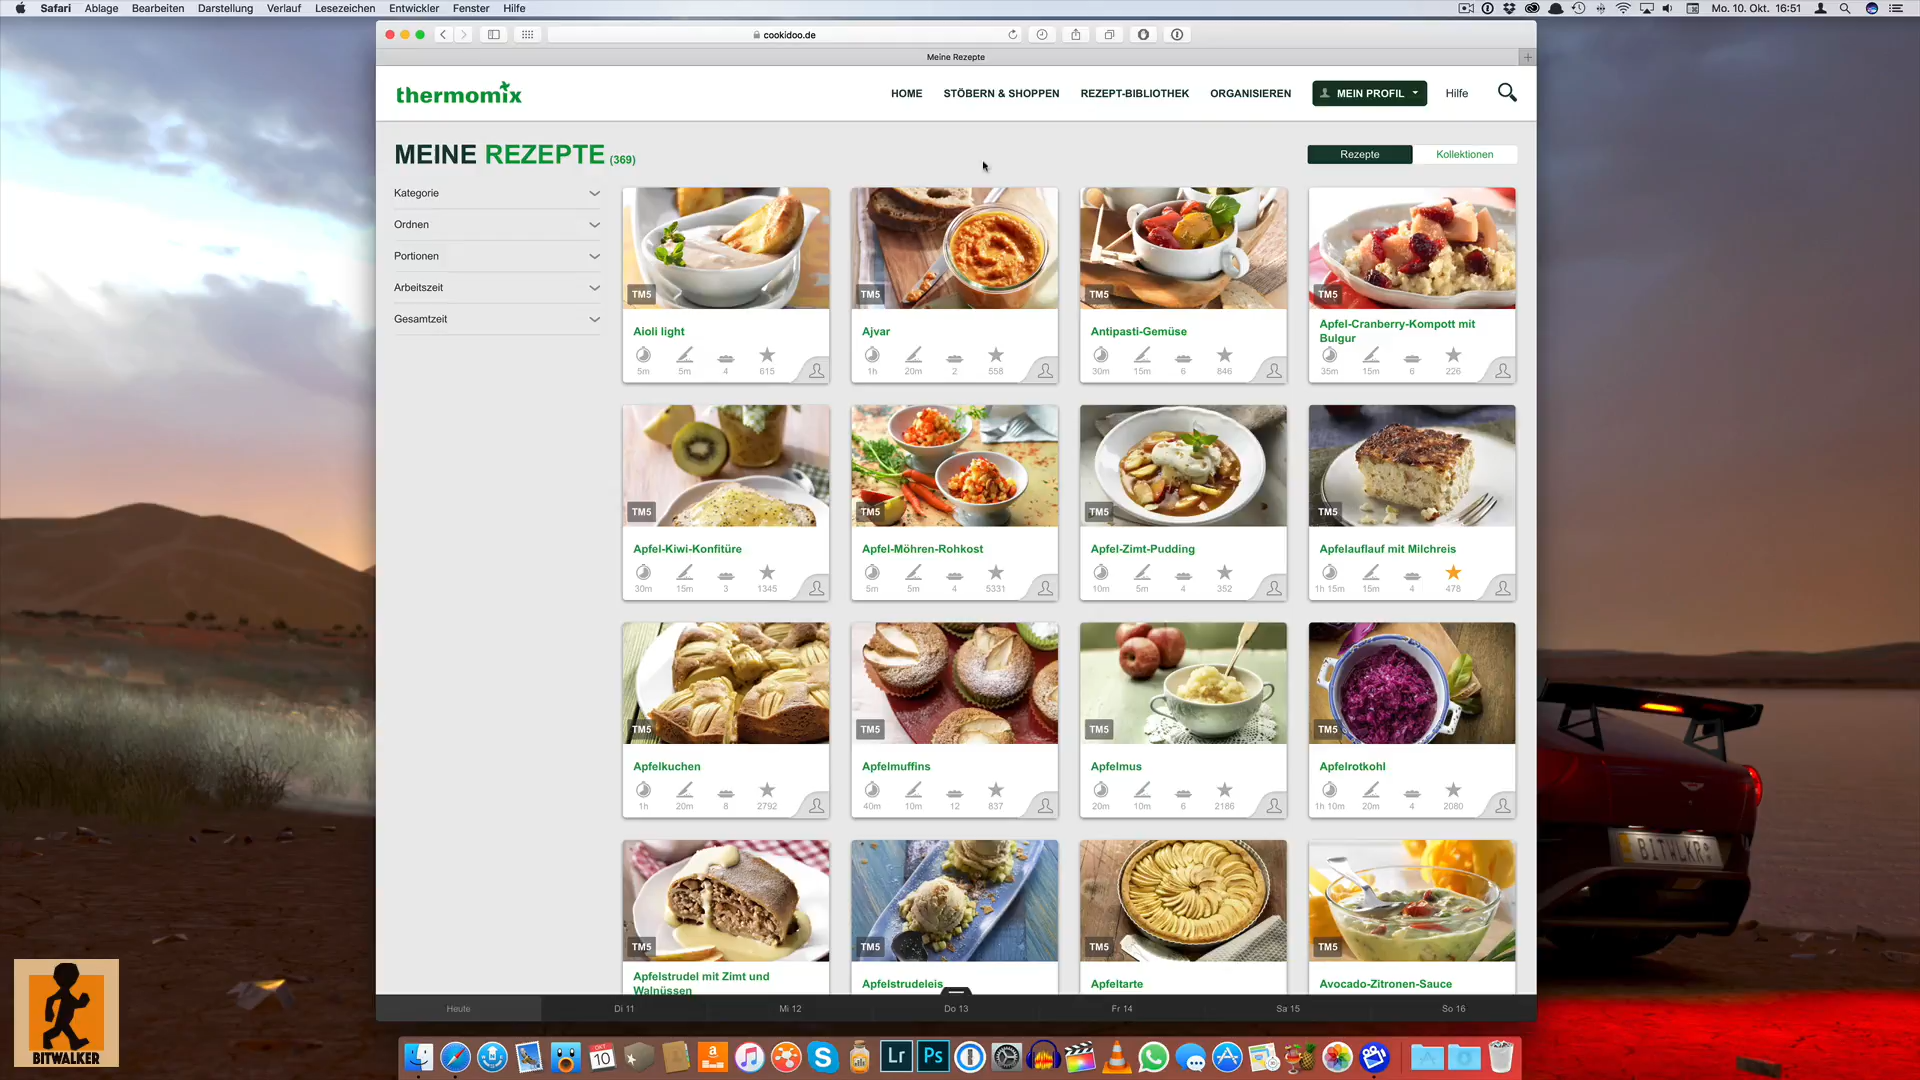 Safari Ablage Bearbeiten Darstellung Verlauf Lesezeichen Entwickler Fenster Hilfe
Mo. 10. Okt. 16:51
cookidoo.de
Meine Rezepte
thermomix
HOME STÖBERN & SHOPPEN REZEPT-BIBLIOTHEK ORGANISIEREN MEIN PROFIL Hilfe
MEINE REZEPTE (369)
Rezepte Kollektionen
Kategorie
Ordnen
Portionen
Arbeitszeit
Gesamtzeit
TM5 TM5 TM5 TM5
Aioli light
5m 5m 4 615
Ajvar
1h 20m 2 558
Antipasti-Gemüse
30m 15m 6 846
Apfel-Cranberry-Kompott mit
Bulgur
35m 15m 6 226
TM5 TM5 TM5 TM5
Apfel-Kiwi-Konfitüre
30m 15m 3 1345
Apfel-Möhren-Rohkost
5m 5m 4 5331
Apfel-Zimt-Pudding
10m 5m 4 352
Apfelauflauf mit Milchreis
1h 15m 15m 4 478
TM5 TM5 TM5 TM5
Apfelkuchen
1h 20m 8 2792
Apfelmuffins
40m 10m 12 837
Apfelmus
20m 10m 6 2186
Apfelrotkohl
1h 10m 20m 4 2080
TM5 TM5 TM5 TM5
Apfelstrudel mit Zimt und
Walnüssen
Apfelstrudeleis
Apfeltarte
Avocado-Zitronen-Sauce
Heute Di 11 Mi 12 Do 13 Fr 14 Sa 15 So 16
BITWALKER
BITWLKR
OKT
10
Lr Ps